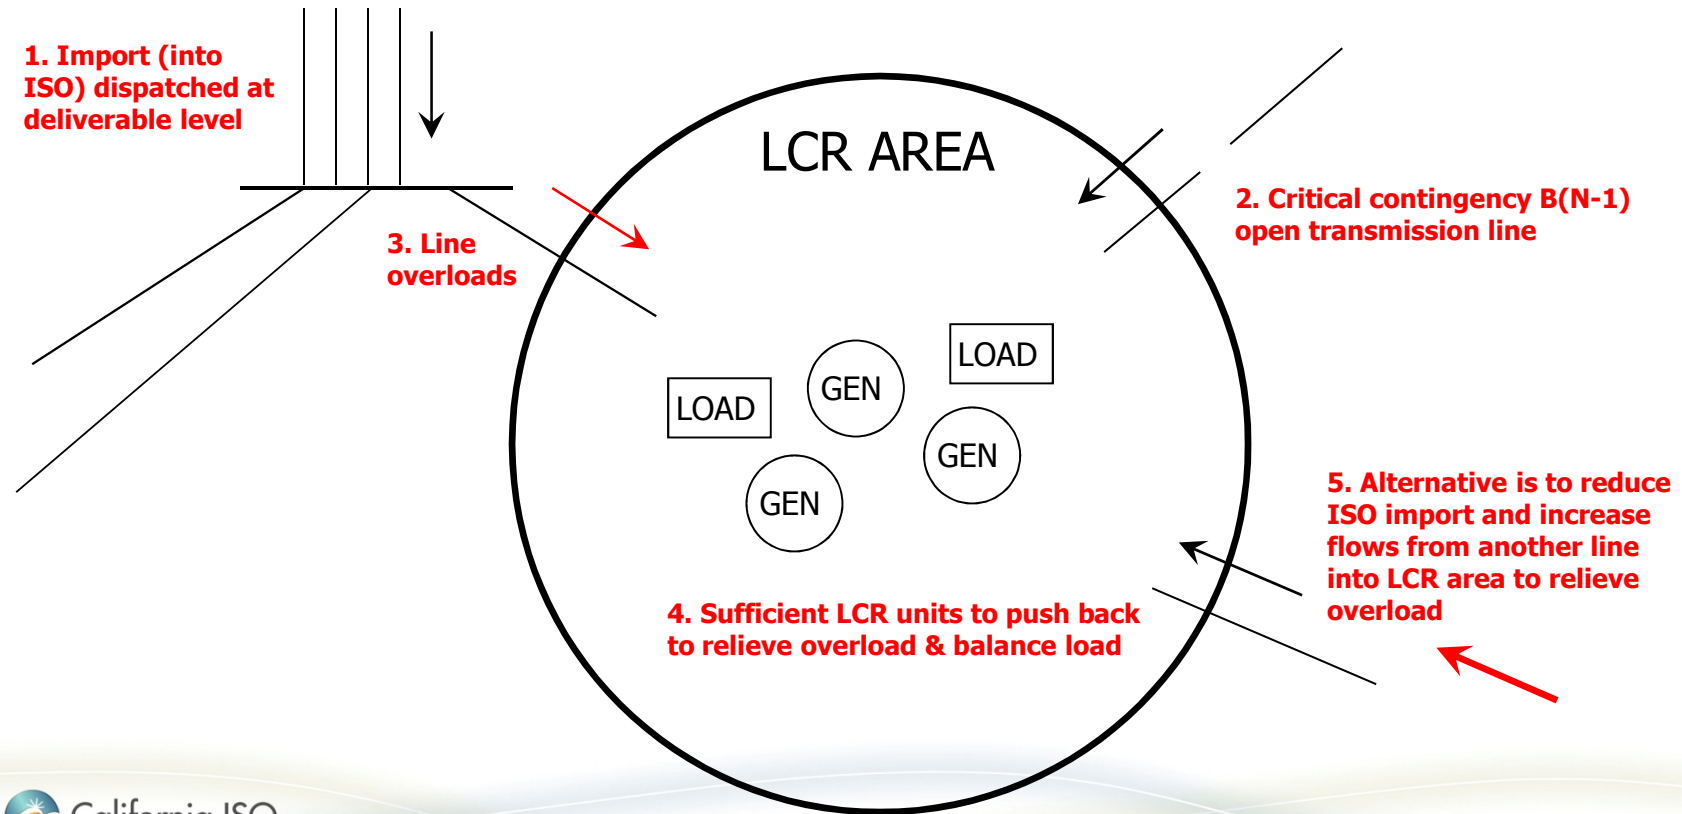 1. Import (into
ISO) dispatched at
deliverable level
LCR AREA
2. Critical contingency B(N-1)
open transmission line
3. Line
overloads
LOAD
GEN
LOAD
GEN
GEN
5. Alternative is to reduce
ISO import and increase
flows from another line
into LCR area to relieve
overload
4. Sufficient LCR units to push back
to relieve overload & balance load
California ISO